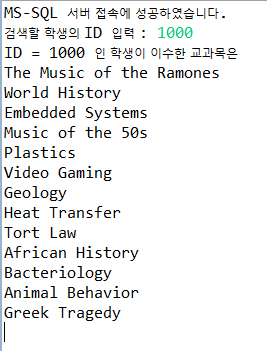 MS-SQL 서버 접속에 성공하였습니다.
검색할 학생의 ID 입력 : 1000
ID = 1000 인 학생이 이수한 교과목은
The Music of the Ramones
World History
Embedded Systems
Music of the 50s
Plastics
Video Gaming
Geology
Heat Transfer
Tort Law
African History
Bacteriology
Animal Behavior
Greek Tragedy